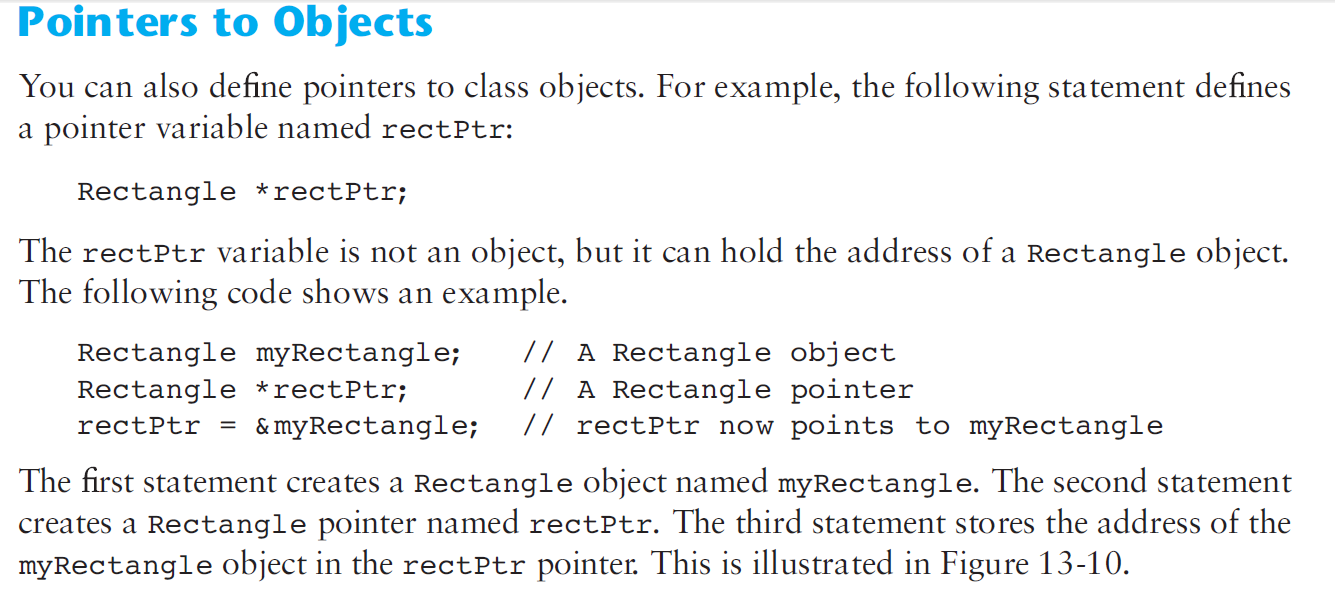 Pointers to Objects
You can also define pointers to class objects. For example, the following statement defines
a pointer variable named rectPtr:
Rectangle *rectPtr;
The rectPtr variable is not an object, but it can hold the address of a Rectangle object.
The following code shows an example.
Rectangle myRectangle;   // A Rectangle object
Rectangle *rectPtr;      // A Rectangle pointer
rectPtr = &myRectangle;  // rectPtr now points to myRectangle
The first statement creates a Rectangle object named myRectangle. The second statement
creates a Rectangle pointer named rectPtr. The third statement stores the address of the
myRectangle object in the rectPtr pointer. This is illustrated in Figure 13-10.